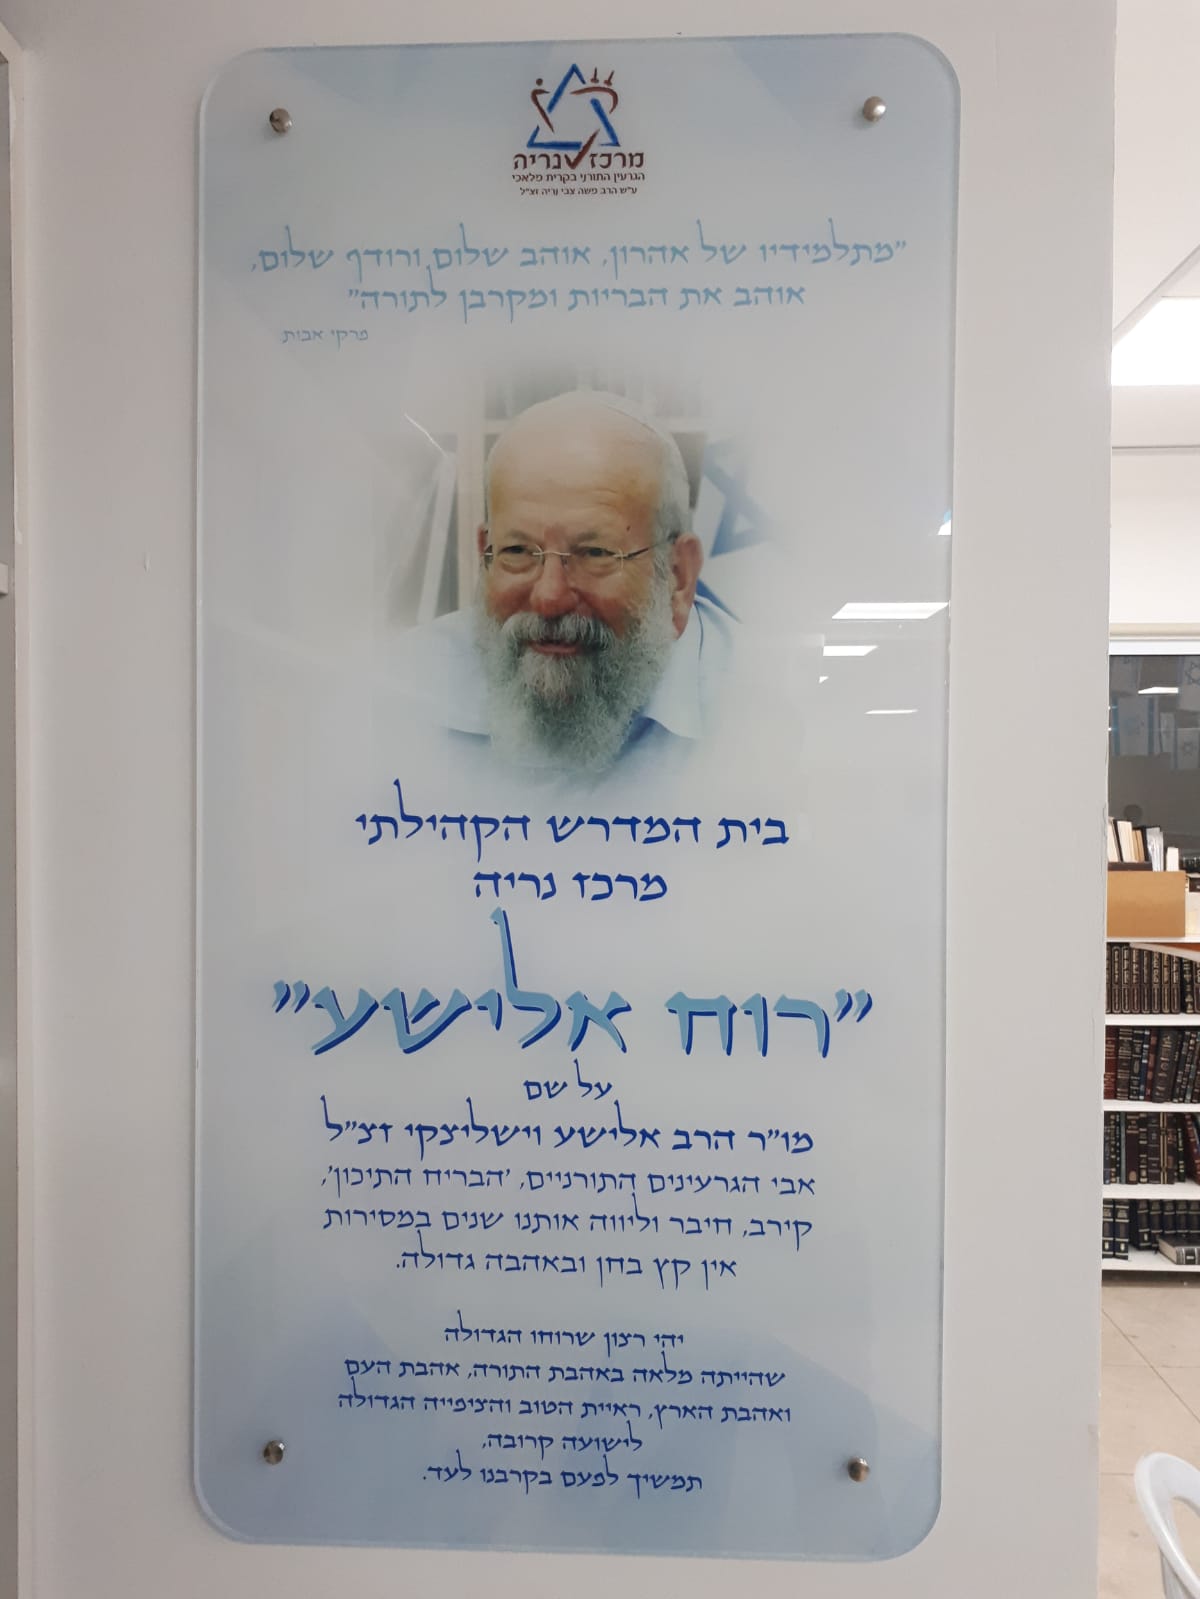 מרכז נריה
הגרעין התורני בקרית מלאכי
ע"ש הרב משה צבי נריה זצ"ל
"מתלמידיו של אהרון, אוהב שלום ורודף שלום,
אוהב את הבריות ומקרבן לתורה"
פרקי אבות
בית המדרש הקהילתי
מרכז נריה
"רוח אלישע"
על שם
מו"ר הרב אלישע וישליצקי זצ"ל
אבי הגרעינים התורניים, 'הבריח התיכון',
קירב, חיבר וליווה אותנו שנים במסירות
אין קץ בחן ובאהבה גדולה.
יהי רצון שרוחו הגדולה
שהייתה מלאה באהבת התורה, אהבת העם
ואהבת הארץ, ראיית הטוב והציפייה הגדולה
לישועה קרובה,
תמשיך לפעם בקרבנו לעד.